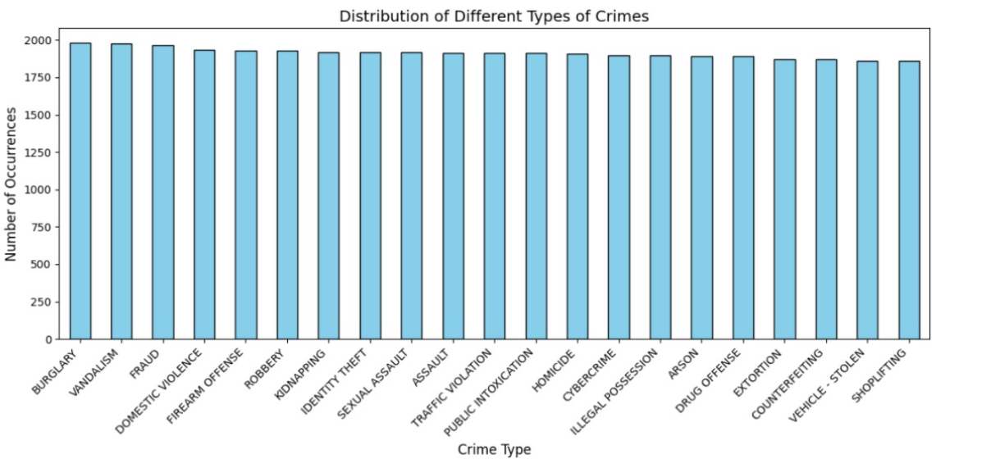 Distribution of Different Types of Crimes
Number of Occurrences
2000
1750
1500
1250
1000
750
500
250
0
BURGLARY
VANDALISM
FRAUD
DOMESTIC VIOLENCE
FIREARM OFFENSE
ROBBERY
KIDNAPPING
IDENTITY THEFT
SEXUAL ASSAULT
ASSAULT
TRAFFIC VIOLATION
PUBLIC INTOXICATION
HOMICIDE
CYBERCRIME
ILLEGAL POSSESSION
ARSON
DRUG OFFENSE
EXTORTION
COUNTERFEITING
VEHICLE - STOLEN
SHOPLIFTING
Crime Type